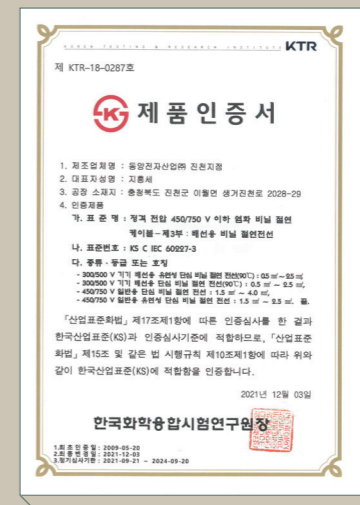 KOREA TESTING & RESEARCH INSTITUTE KTR
제 KTR-18-0287호
제품인증서
1. 제조업체명 : 동양전자산업㈜ 진천지점
2. 대표자성명 : 지홍세
3. 공장 소재지 : 충청북도 진천군 이월면 생거진천로 2028-29
4. 인증제품
가. 표 준 명 : 정격 전압 450/750 V 이하 염화 비닐 절연
케이블-제3부 : 배선용 비닐 절연전선
나. 표준번호 : KS C IEC 60227-3
다. 종류·등급 또는 호칭
- 300/500 V 기기 배선용 유연성 단심 비닐 절연 전선(90℃) : 0.5 ㎟ ~ 2.5 ㎟,
- 300/500 V 기기 배선용 단심 비닐 절연 전선(90℃) : 0.5 ㎟ ~ 2.5 ㎟,
- 450/750 V 일반용 단심 비닐 절연 전선 : 1.5 ㎟ ~ 4.0 ㎟,
- 450/750 V 일반용 유연성 단심 비닐 절연 전선 : 1.5 ㎟ ~ 2.5 ㎟. 끝.
「산업표준화법」제17조제1항에 따른 인증심사를 한 결과
한국산업표준(KS)과 인증심사기준에 적합하므로, 「산업표준
화법」제15조 및 같은 법 시행규칙 제10조제1항에 따라 위와
같이 한국산업표준(KS)에 적합함을 인증합니다.
2021년 12월 03일
한국화학융합시험연구원장
1.최초인증일 : 2009-05-20
2.최종변경일 : 2021-12-03
3.정기심사기한 : 2021-09-21 ~ 2024-09-20